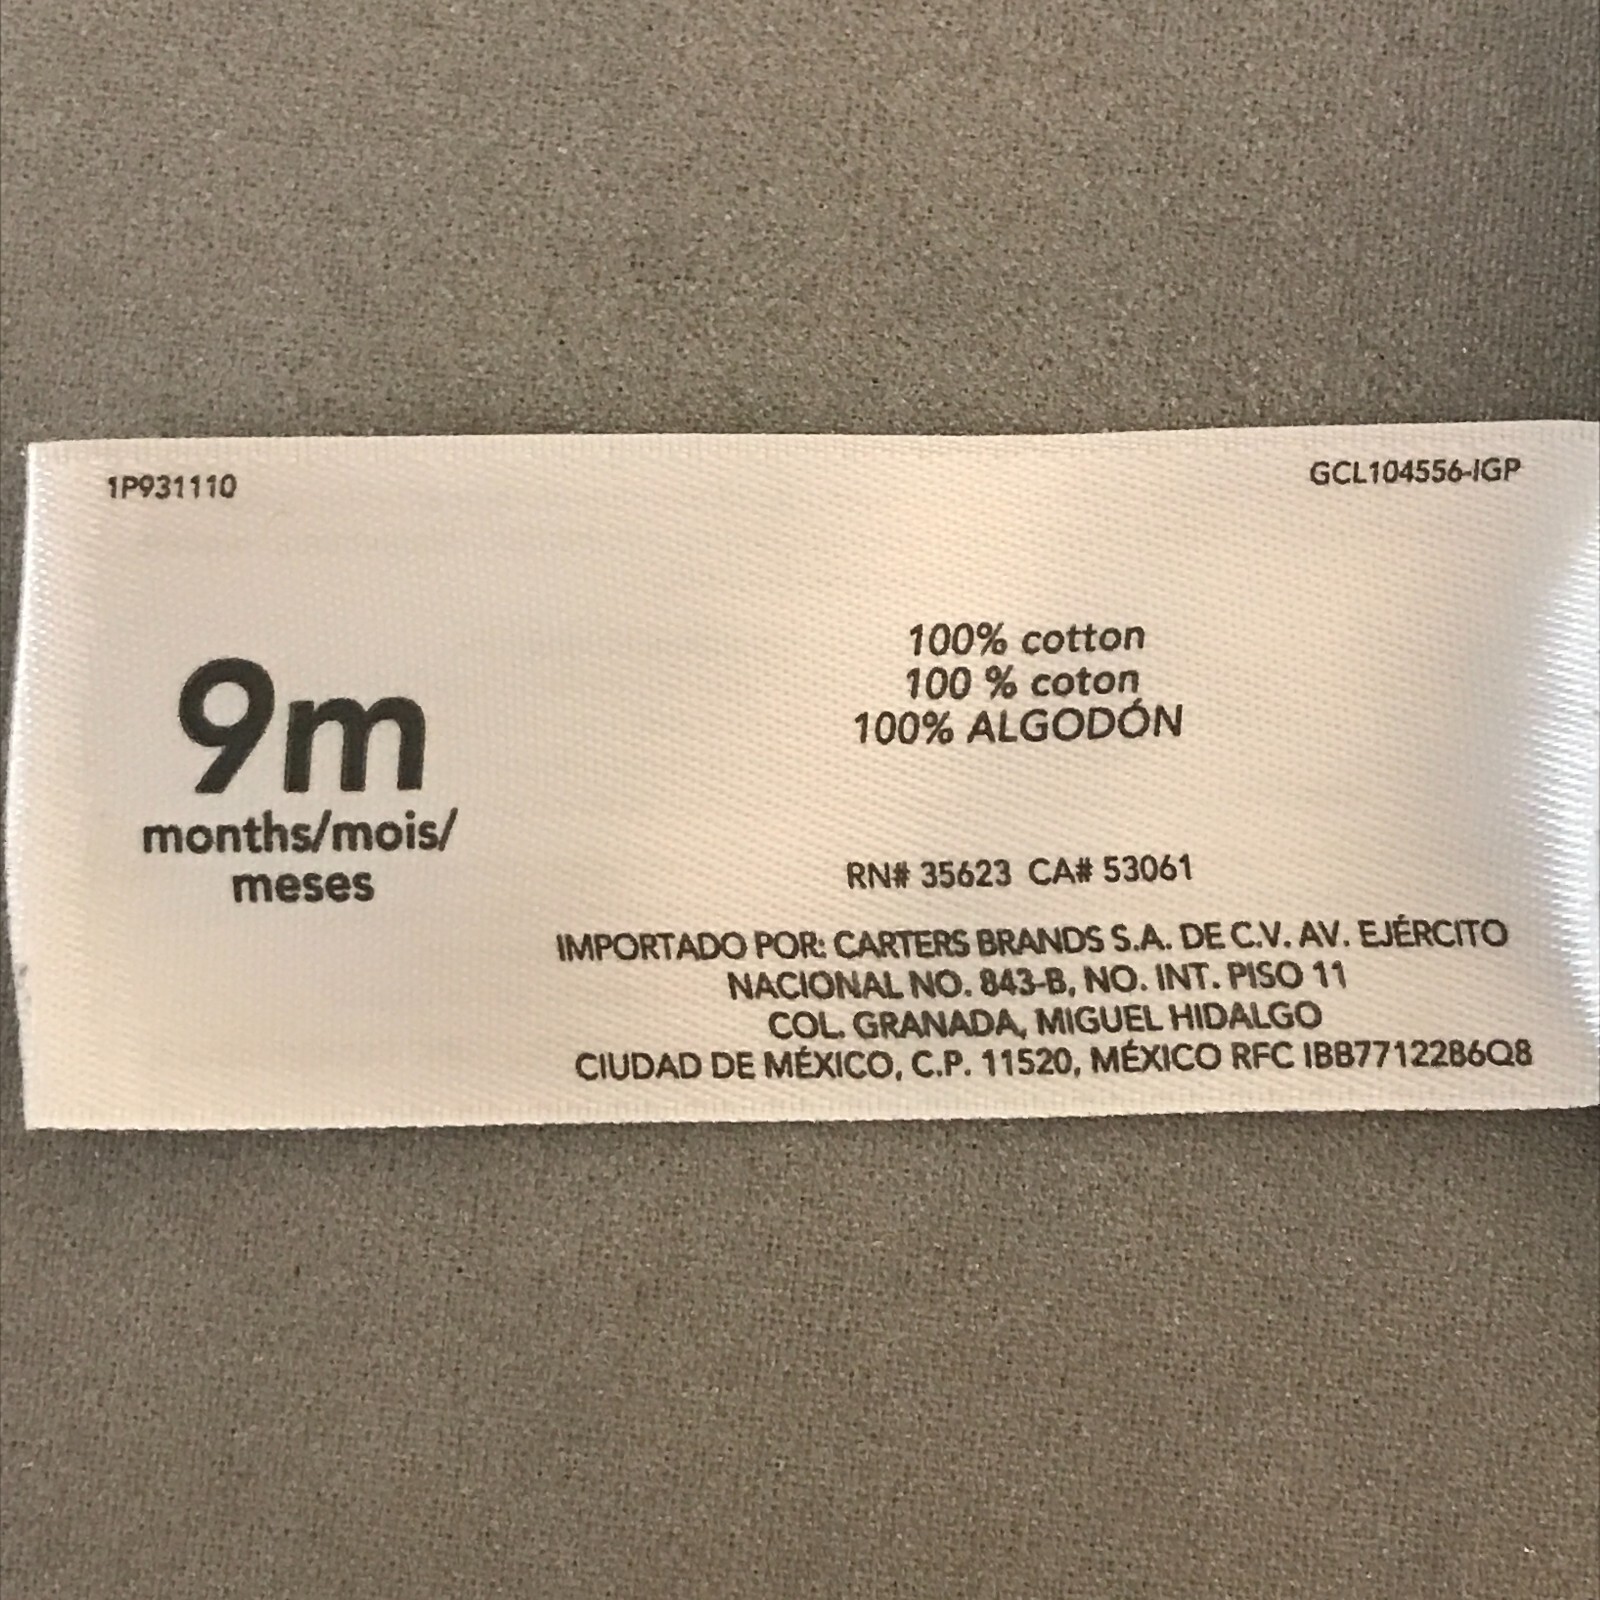 1P931110
GCL104556-IGP
9m
months/mois/
meses
100% cotton
100 % coton
100% ALGODÓN
RN# 35623 CA# 53061
IMPORTADO POR: CARTERS BRANDS S.A. DE C.V. AV. EJÉRCITO
NACIONAL NO. 843-B, NO. INT. PISO 11
COL. GRANADA, MIGUEL HIDALGO
CIUDAD DE MÉXICO, C.P. 11520, MÉXICO RFC IBB7712286Q8